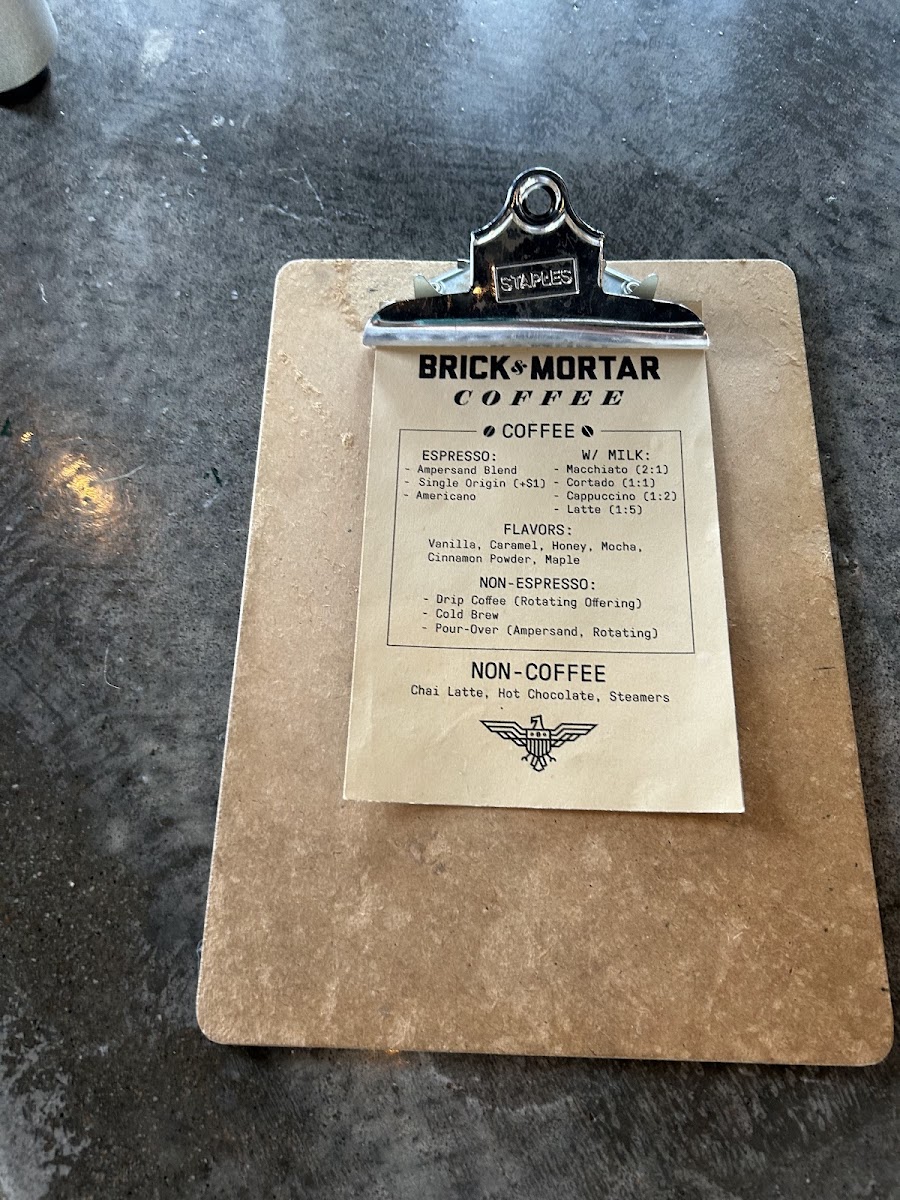 STAPLES
BRICK & MORTAR
COFFEE
COFFEE
ESPRESSO:
- Ampersand Blend
- Single Origin (+$1)
- Americano
W/ MILK:
- Macchiato (2:1)
- Cortado (1:1)
- Cappuccino (1:2)
- Latte (1:5)
FLAVORS:
Vanilla, Caramel, Honey, Mocha,
Cinnamon Powder, Maple
NON-ESPRESSO:
- Drip Coffee (Rotating Offering)
- Cold Brew
- Pour-Over (Ampersand, Rotating)
NON-COFFEE
Chai Latte, Hot Chocolate, Steamers